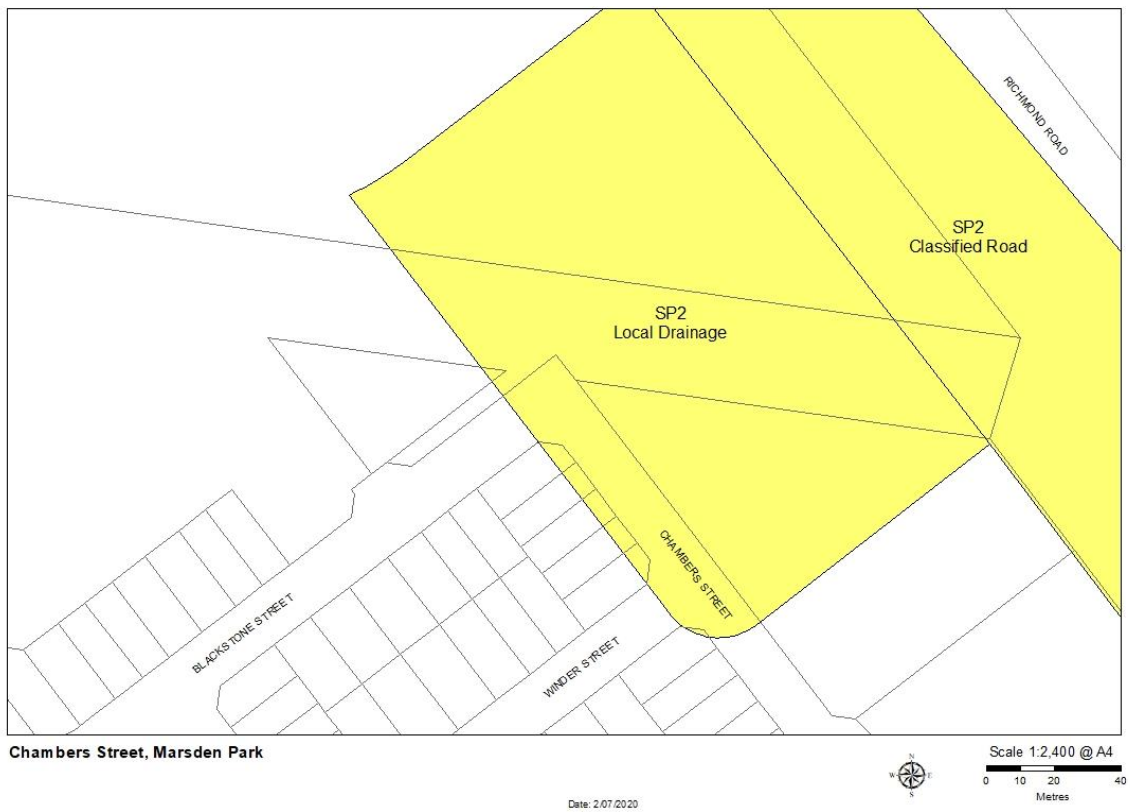 RICHMOND ROAD
SP2
Classified Road
SP2
Local Drainage
CHAMBERS STREET
BLACKSTONE STREET
WINDER STREET
Chambers Street, Marsden Park
N
W E
S
Scale 1:2,400 @ A4
0 10 20 40
Metres
Date: 2/07/2020